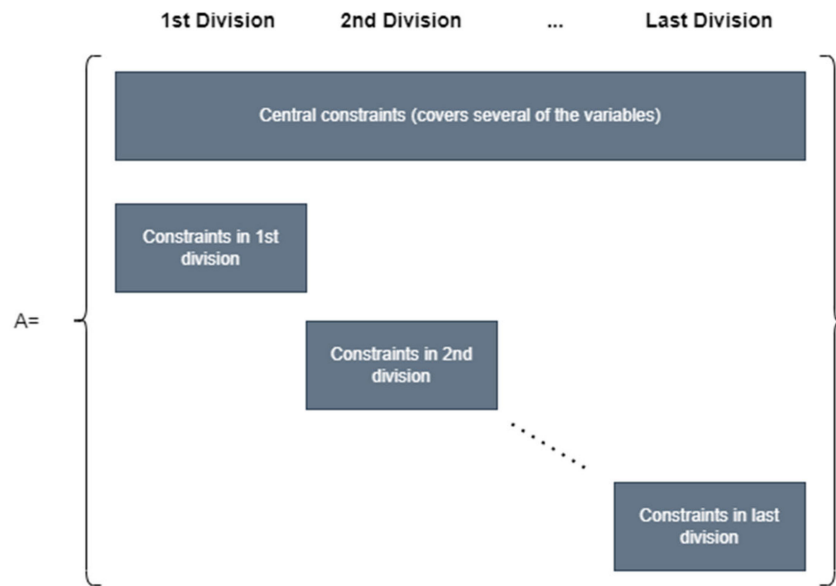 1st Division 2nd Division ... Last Division
Central constraints (covers several of the variables)
Constraints in 1st
division
A=
Constraints in 2nd
division
Constraints in last
division